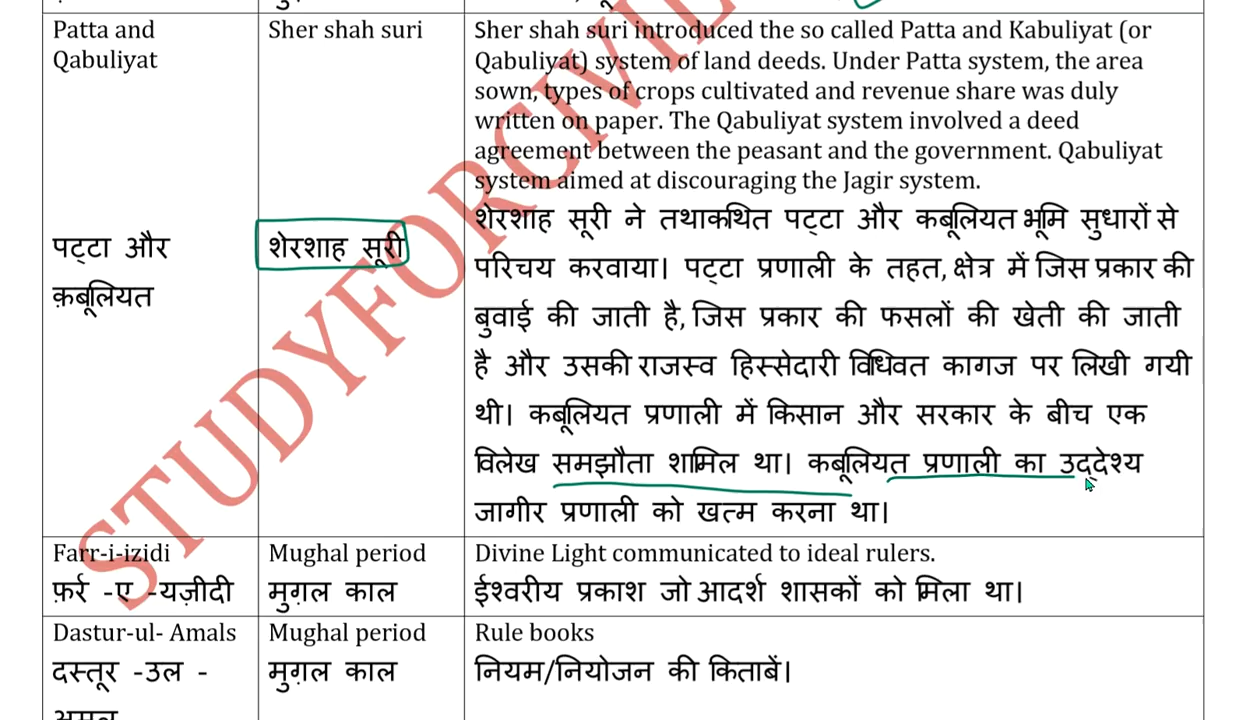 Patta and
Qabuliyat
Sher shah suri
Sher shah suri introduced the so called Patta and Kabuliyat (or
Qabuliyat) system of land deeds. Under Patta system, the area
sown, types of crops cultivated and revenue share was duly
written on paper. The Qabuliyat system involved a deed
agreement between the peasant and the government. Qabuliyat
system aimed at discouraging the Jagir system.
पट्टा और
क़बूलियत
शेरशाह सूरी
शेरशाह सूरी ने तथाकथित पट्टा और कबूलियत भूमि सुधारों से
परिचय करवाया। पट्टा प्रणाली के तहत, क्षेत्र में जिस प्रकार की
बुवाई की जाती है, जिस प्रकार की फसलों की खेती की जाती
है और उसकी राजस्व हिस्सेदारी विधिवत कागज पर लिखी गयी
थी। कबूलियत प्रणाली में किसान और सरकार के बीच एक
विलेख समझौता शामिल था। कबूलियत प्रणाली का उद्देश्य
जागीर प्रणाली को खत्म करना था।
Farr-i-izidi
फ़र्र -ए -यज़ीदी
Mughal period
मुग़ल काल
Divine Light communicated to ideal rulers.
ईश्वरीय प्रकाश जो आदर्श शासकों को मिला था।
Dastur-ul- Amals
दस्तूर -उल -
Mughal period
मुग़ल काल
Rule books
नियम/नियोजन की किताबें।
STUDYFORCIVIL